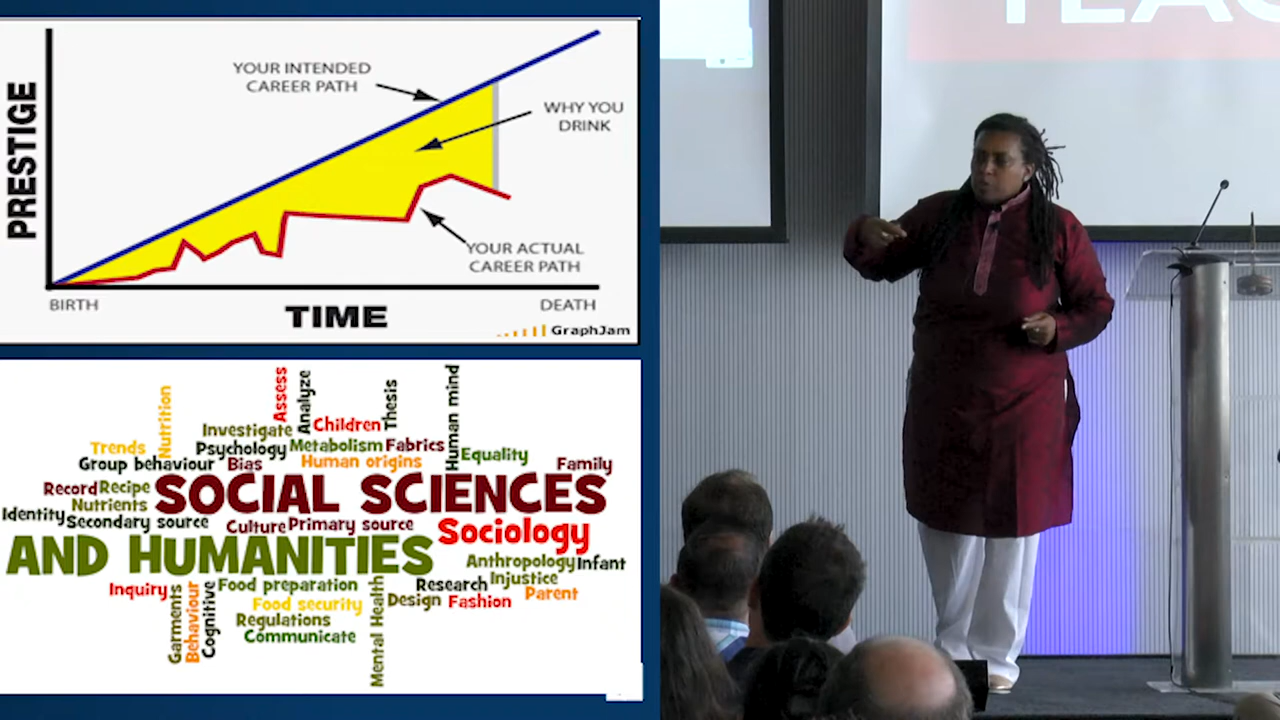 PRESTIGE
YOUR INTENDED
CAREER PATH
WHY YOU
DRINK
YOUR ACTUAL
CAREER PATH
BIRTH
TIME
DEATH
GraphJam
Assess
Analyze
Thesis
Human mind
Nutrition
Investigate
Children
Trends
Psychology
Metabolism
Fabrics
Equality
Group behaviour
Bias
Human origins
Family
Record
Recipe
SOCIAL SCIENCES
Nutrients
Identity
Secondary source
Culture
Primary source
Sociology
AND HUMANITIES
Anthropology
Infant
Inquiry
Garments
Behaviour
Cognitive
Food preparation
Mental Health
Research
Injustice
Food security
Design
Fashion
Parent
Regulations
Communicate